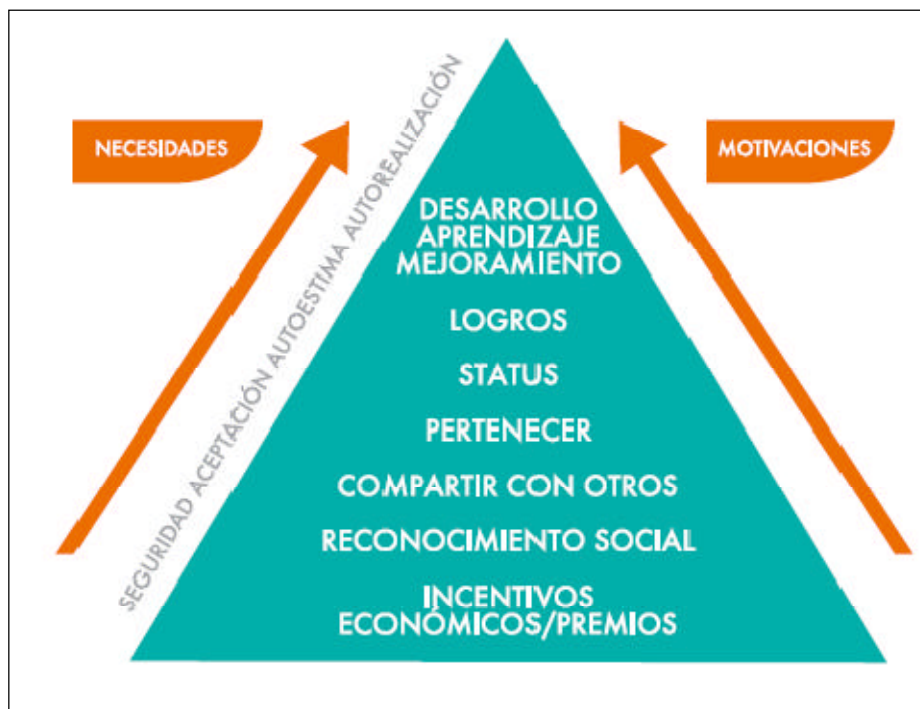 NECESIDADES
MOTIVACIONES
SEGURIDAD ACEPTACIÓN AUTOESTIMA AUTOREALIZACIÓN
DESARROLLO
APRENDIZAJE
MEJORAMIENTO
LOGROS
STATUS
PERTENECER
COMPARTIR CON OTROS
RECONOCIMIENTO SOCIAL
INCENTIVOS
ECONÓMICOS/PREMIOS